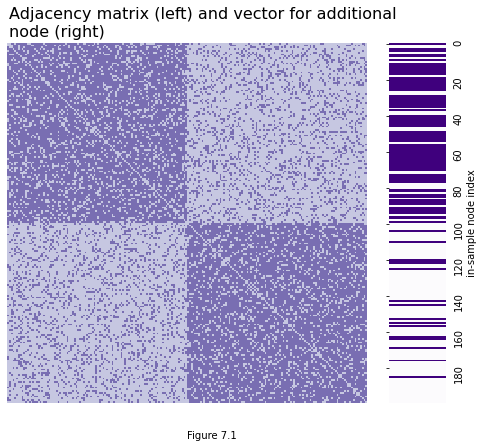 Adjacency matrix (left) and vector for additional
node (right)
0
20
40
60
80
100
120
140
160
180
in-sample node index
Figure 7.1